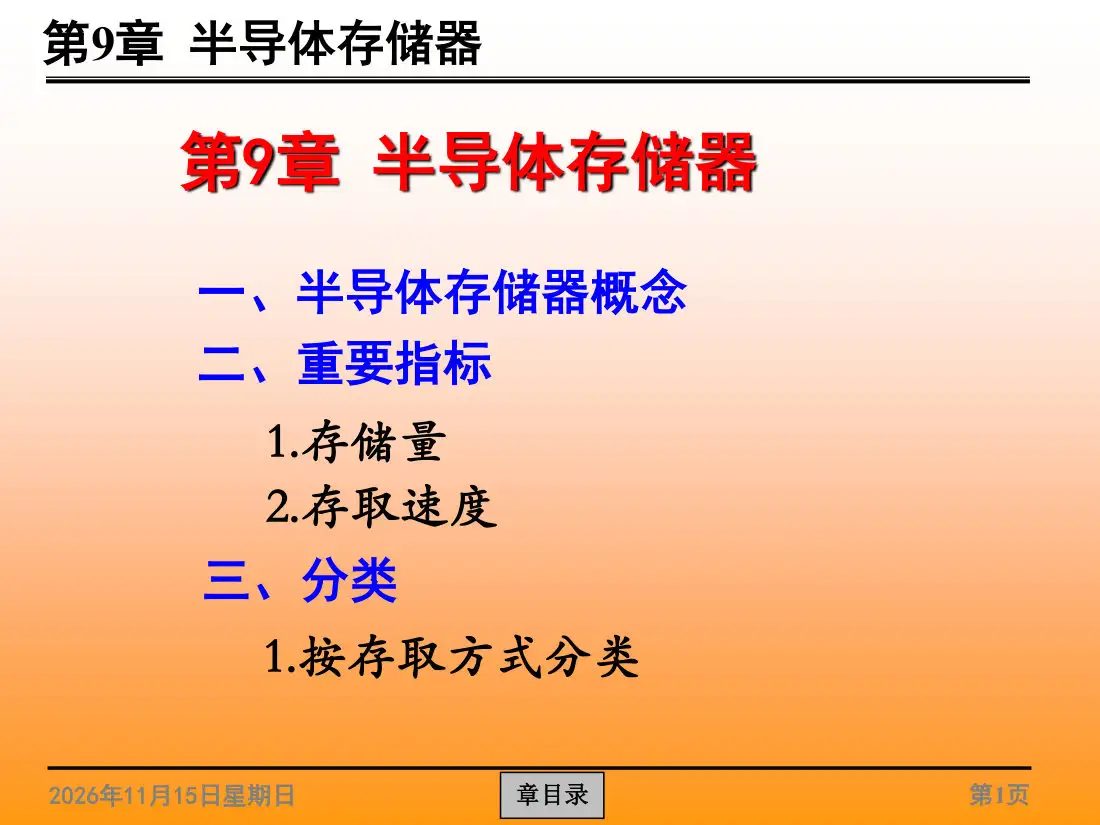 第9章 半导体存储器
第9章 半导体存储器
一、半导体存储器概念
二、重要指标
1.存储量
2.存取速度
三、分类
1.按存取方式分类
2026年11月15日星期日
章目录
第1页